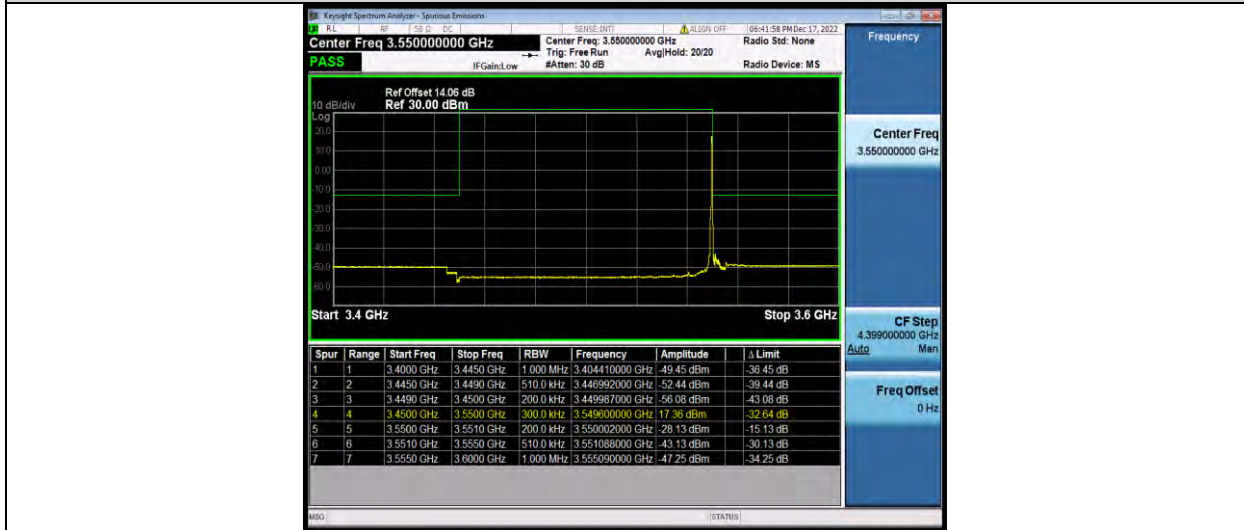 Keysight Spectrum Analyzer - Spurious Emissions
RL RF 50 Ω DC SENSE:INT ALIGN OFF 06:41:58 PM Dec 17, 2022
Center Freq 3.550000000 GHz Center Freq: 3.550000000 GHz Radio Std: None
Trig: Free Run Avg|Hold: 20/20
PASS IFGain:Low #Atten: 30 dB Radio Device: MS
Ref Offset 14.06 dB
10 dB/div Ref 30.00 dBm
Log
20.0
10.0
0.00
-10.0
-20.0
-30.0
-40.0
-50.0
-60.0
Start 3.4 GHz Stop 3.6 GHz
Spur Range Start Freq Stop Freq RBW Frequency Amplitude Δ Limit
1 1 3.4000 GHz 3.4450 GHz 1.000 MHz 3.404410000 GHz -49.45 dBm -36.45 dB
2 2 3.4450 GHz 3.4490 GHz 510.0 kHz 3.446992000 GHz -52.44 dBm -39.44 dB
3 3 3.4490 GHz 3.4500 GHz 200.0 kHz 3.449987000 GHz -56.08 dBm -43.08 dB
4 4 3.4500 GHz 3.5500 GHz 300.0 kHz 3.549600000 GHz 17.36 dBm -32.64 dB
5 5 3.5500 GHz 3.5510 GHz 200.0 kHz 3.550002000 GHz -28.13 dBm -15.13 dB
6 6 3.5510 GHz 3.5550 GHz 510.0 kHz 3.551088000 GHz -43.13 dBm -30.13 dB
7 7 3.5550 GHz 3.6000 GHz 1.000 MHz 3.555090000 GHz -47.25 dBm -34.25 dB
MSG STATUS
Frequency
Center Freq
3.550000000 GHz
CF Step
4.399000000 GHz
Auto Man
Freq Offset
0 Hz